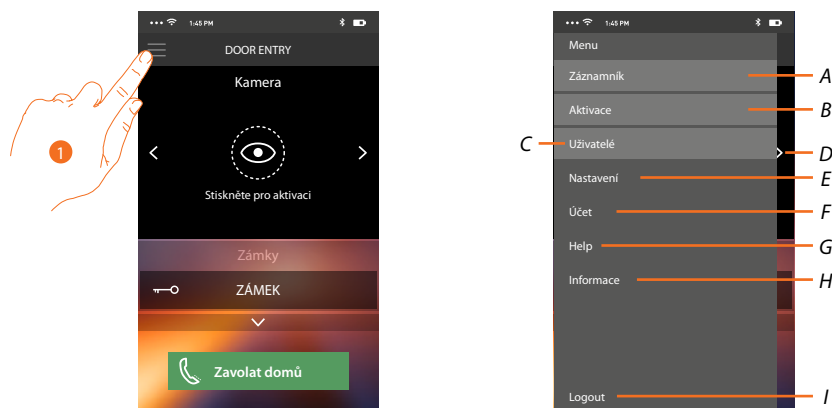 1:45 PM
DOOR ENTRY
Kamera
1
Stiskněte pro aktivaci
Zámky
ZÁMEK
Zavolat domů
1:45 PM
Menu
Záznamník
A
Aktivace
B
C
Uživatelé
D
Nastavení
E
Účet
F
Help
G
Informace
H
Logout
I